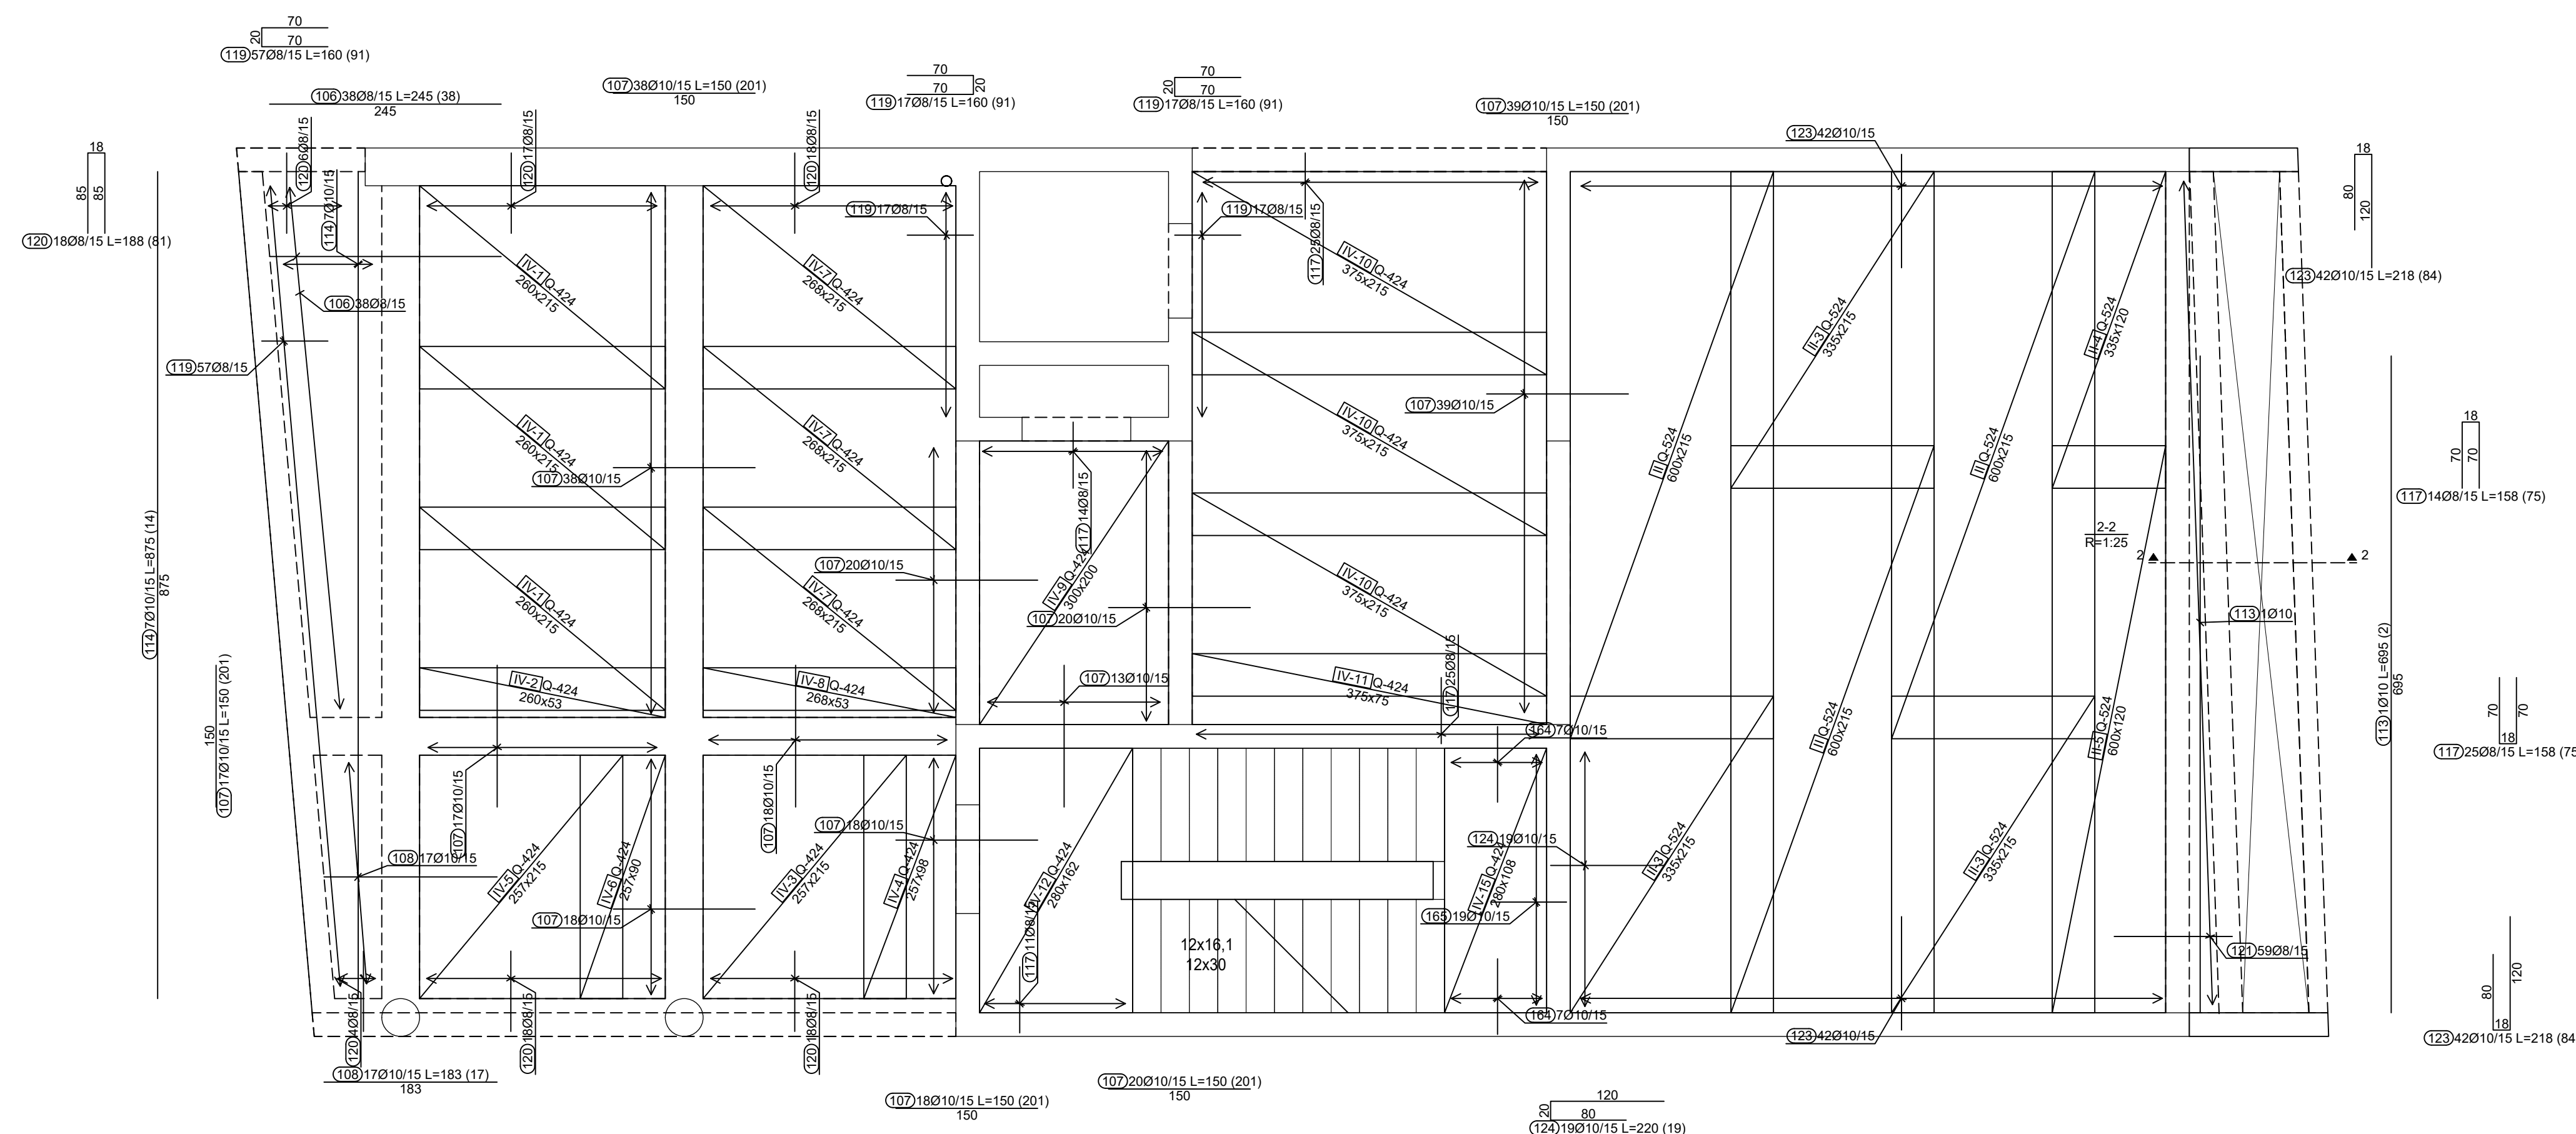 70
20
70
(119)57Ø8/15 L=160 (91)
(106)38Ø8/15 L=245 (38)
245
(107)38Ø10/15 L=150 (201)
150
70
70
20
(119)17Ø8/15 L=160 (91)
70
20
70
(119)17Ø8/15 L=160 (91)
(107)39Ø10/15 L=150 (201)
150
(123)42Ø10/15
18
85
85
(120)18Ø8/15 L=188 (81)
18
80
120
(123)42Ø10/15 L=218 (84)
(120)6Ø8/15
(114)7Ø10/15
(120)17Ø8/15
(120)18Ø8/15
(119)17Ø8/15
(119)17Ø8/15
(117)25Ø8/15
(106)38Ø8/15
(119)57Ø8/15
IV-1 Q-424
260x215
IV-7 Q-424
268x215
IV-10 Q-424
375x215
II-3 Q-524
335x215
II-4 Q-524
335x120
IV-1 Q-424
260x215
(107)38Ø10/15
IV-7 Q-424
268x215
IV-10 Q-424
375x215
(107)39Ø10/15
II Q-524
600x215
II Q-524
600x215
18
70
70
(117)14Ø8/15 L=158 (75)
(117)14Ø8/15
2-2
R=1:25
2
2
(114)7Ø10/15 L=875 (14)
875
IV-1 Q-424
260x215
IV-7 Q-424
268x215
(107)20Ø10/15
IV-9 Q-424
300x200
(107)20Ø10/15
IV-10 Q-424
375x215
(113)1Ø10
(113)1Ø10 L=695 (2)
695
IV-2 Q-424
260x53
IV-8 Q-424
268x53
(107)13Ø10/15
IV-11 Q-424
375x75
(117)25Ø8/15
(164)7Ø10/15
70
70
18
(117)25Ø8/15 L=158 (75
150
(107)17Ø10/15 L=150 (201)
(107)17Ø10/15
(107)18Ø10/15
(107)18Ø10/15
(108)17Ø10/15
IV-5 Q-424
257x215
IV-6 Q-424
257x90
(107)18Ø10/15
IV-3 Q-424
257x215
IV-4 Q-424
257x98
IV-12 Q-424
280x162
(117)11Ø8/15
12x16,1
12x30
IV-15 Q-424
280x108
(165)19Ø10/15
(124)19Ø10/15
II-3 Q-524
335x215
II Q-524
600x215
II-3 Q-524
335x215
II-5 Q-524
600x120
(121)59Ø8/15
(164)7Ø10/15
(123)42Ø10/15
120
80
18
(123)42Ø10/15 L=218 (84
(120)4Ø8/15
(120)18Ø8/15
(120)18Ø8/15
(108)17Ø10/15 L=183 (17)
183
(107)18Ø10/15 L=150 (201)
150
(107)20Ø10/15 L=150 (201)
150
120
20
80
(124)19Ø10/15 L=220 (19)